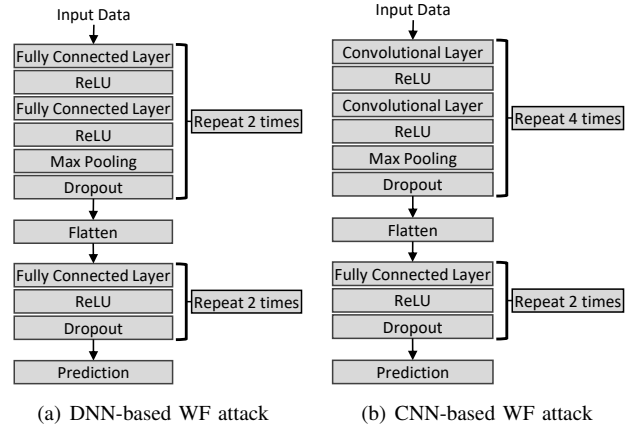 Input Data
Fully Connected Layer
ReLU
Fully Connected Layer
ReLU
Max Pooling
Dropout
Repeat 2 times
Flatten
Fully Connected Layer
ReLU
Dropout
Repeat 2 times
Prediction
(a) DNN-based WF attack
Input Data
Convolutional Layer
ReLU
Convolutional Layer
ReLU
Max Pooling
Dropout
Repeat 4 times
Flatten
Fully Connected Layer
ReLU
Dropout
Repeat 2 times
Prediction
(b) CNN-based WF attack